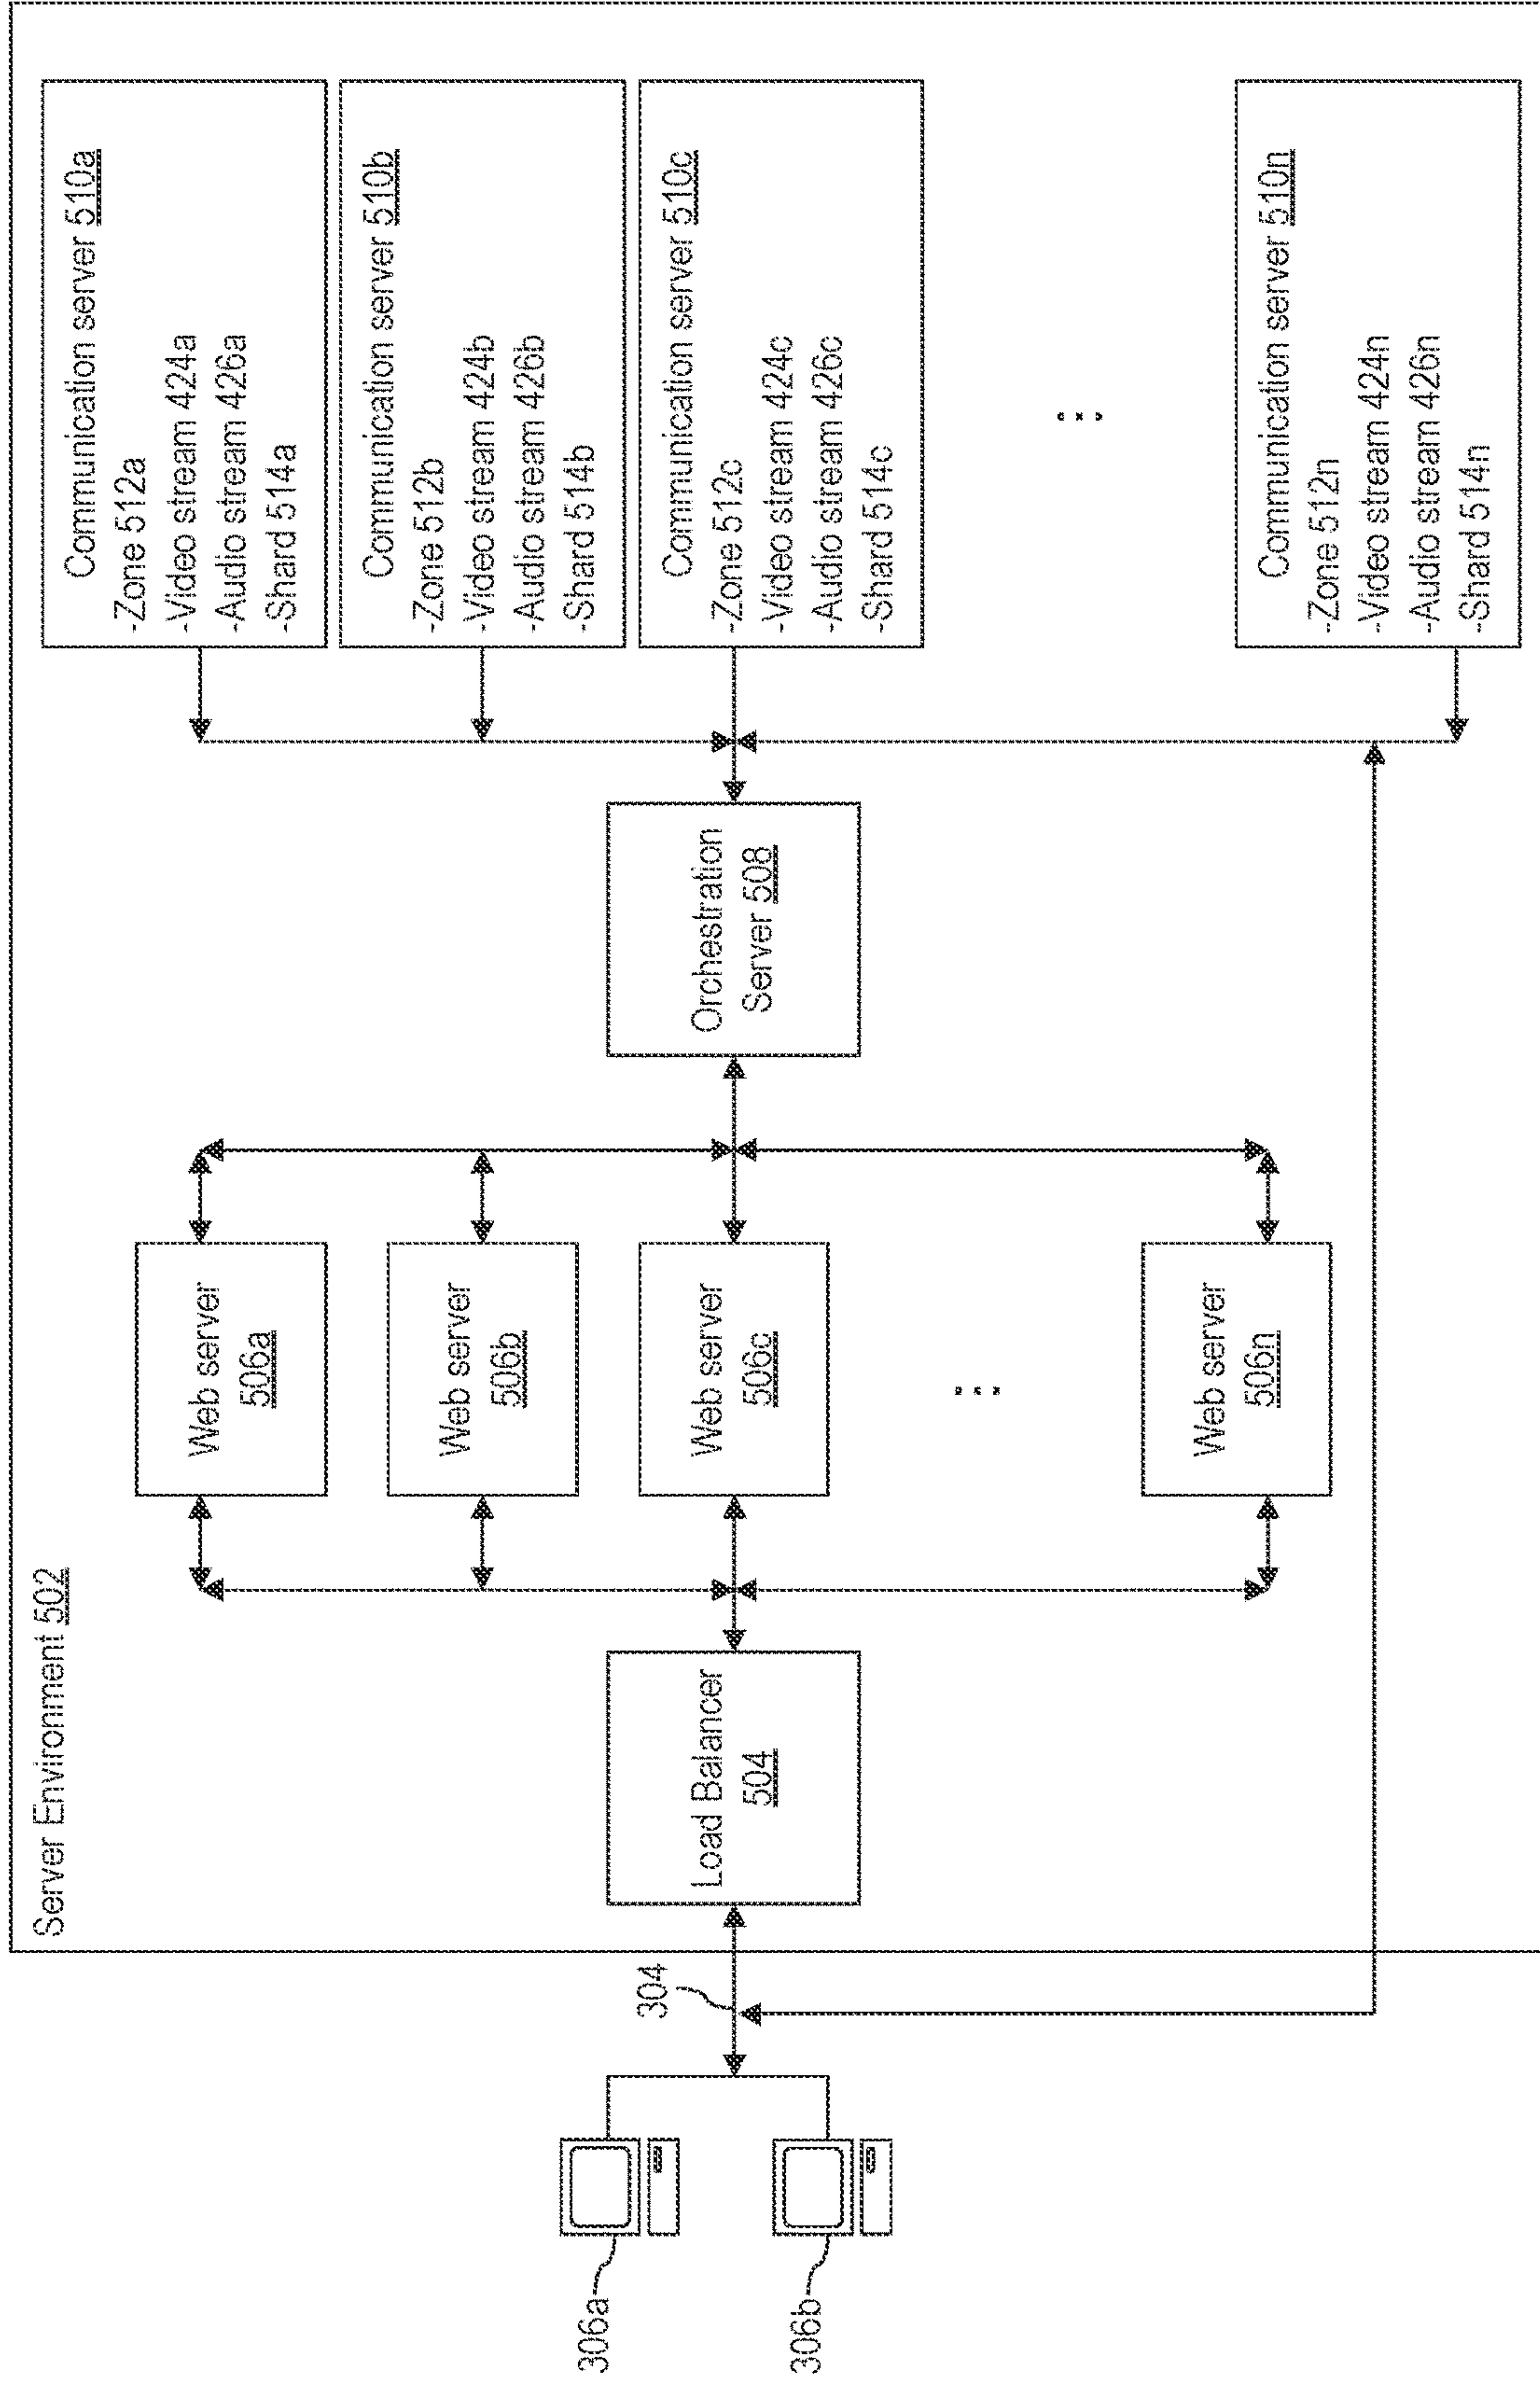 Server Environment 502
306a
306b
304
Load Balancer
504
Web server
506a
Web server
506b
Web server
506c
...
Web server
506n
Orchestration
Server 508
Communication server 510a
-Zone 512a
-Video stream 424a
-Audio stream 426a
-Shard 514a
Communication server 510b
-Zone 512b
-Video stream 424b
-Audio stream 426b
-Shard 514b
Communication server 510c
-Zone 512c
-Video stream 424c
-Audio stream 426c
-Shard 514c
...
Communication server 510n
-Zone 512n
-Video stream 424n
-Audio stream 426n
-Shard 514n